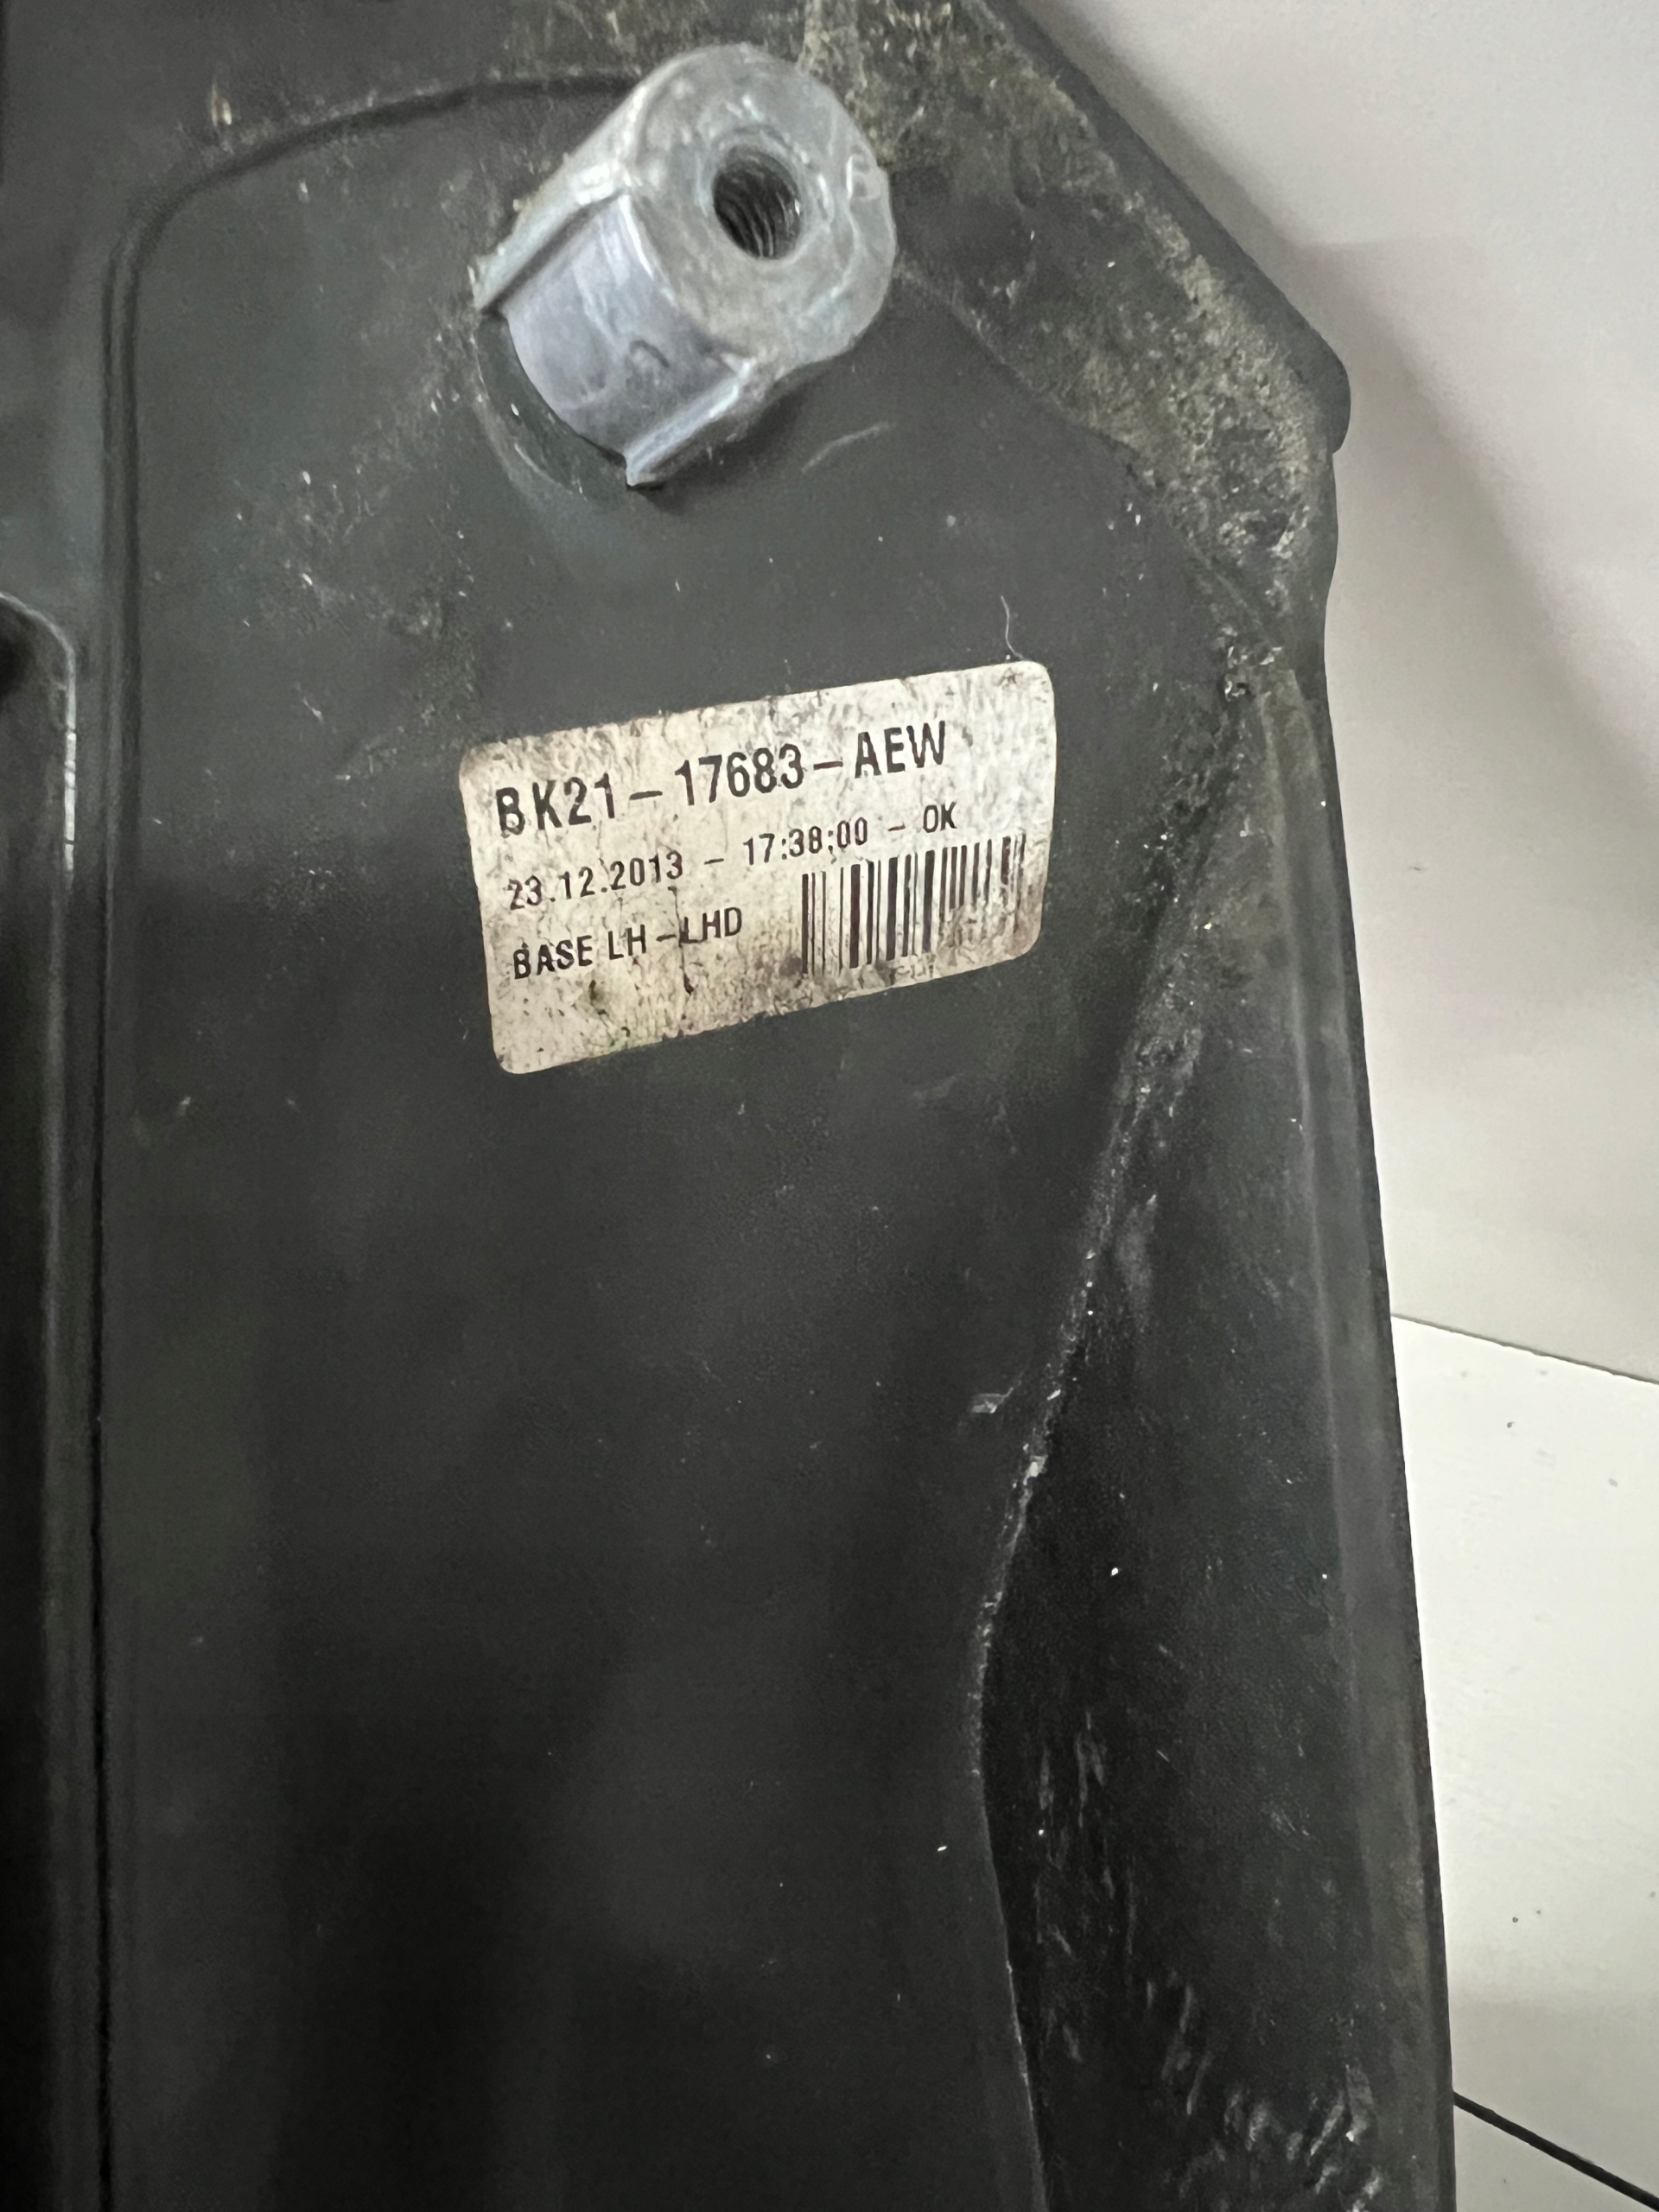 BK21-17683-AEW
23.12.2013 - 17:38:00 - OK
BASE LH-LHD